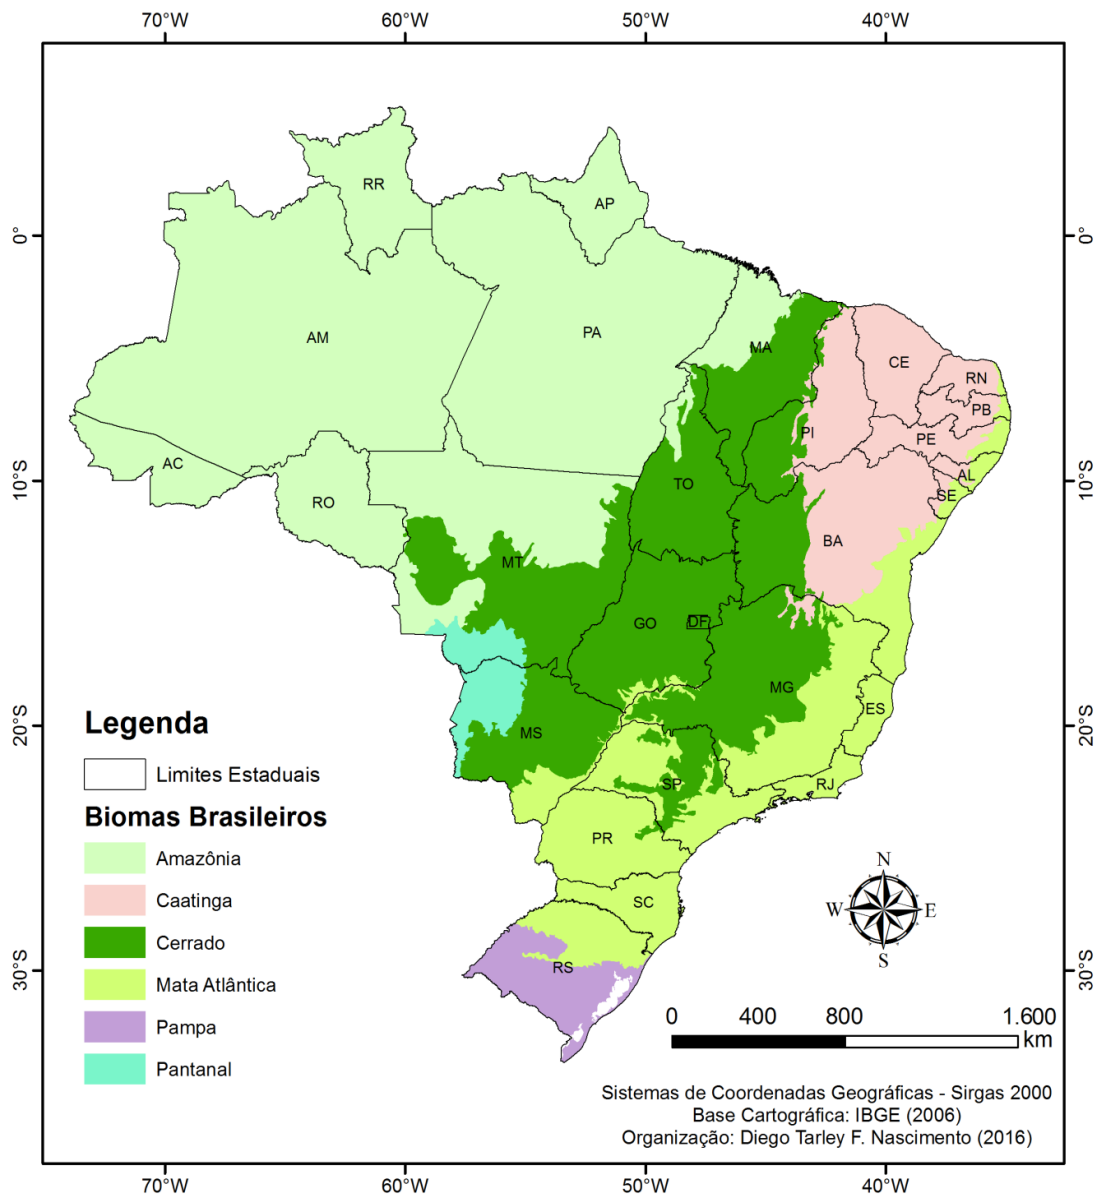 70°W 60°W 50°W 40°W
0° 0°
10°S 10°S
20°S 20°S
30°S 30°S
RR
AP
AM
PA
MA
CE
RN
PB
PI
PE
AC
AL
TO
SE
RO
BA
MT
GO
DF
MG
ES
MS
SP
RJ
PR
SC
RS
Legenda
Limites Estaduais
Biomas Brasileiros
Amazônia
Caatinga
Cerrado
Mata Atlântica
Pampa
Pantanal
N
W E
S
0 400 800 1.600
km
Sistemas de Coordenadas Geográficas - Sirgas 2000
Base Cartográfica: IBGE (2006)
Organização: Diego Tarley F. Nascimento (2016)
70°W 60°W 50°W 40°W